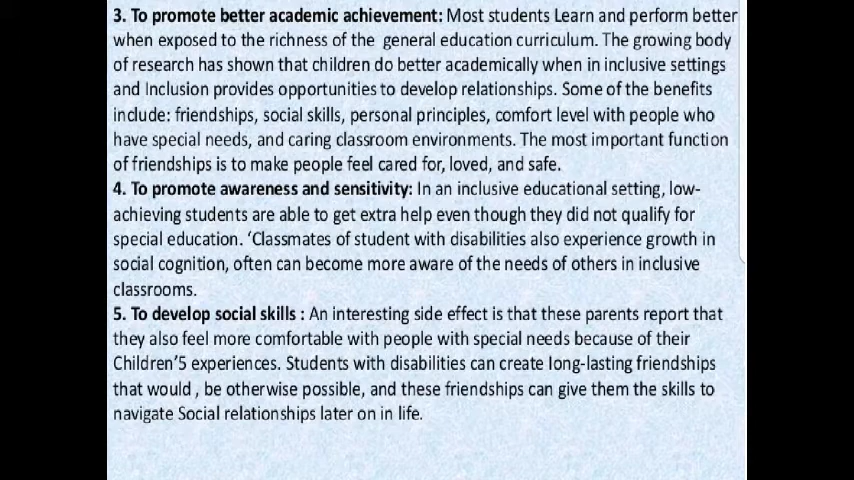 3. To promote better academic achievement: Most students Learn and perform better
when exposed to the richness of the general education curriculum. The growing body
of research has shown that children do better academically when in inclusive settings
and Inclusion provides opportunities to develop relationships. Some of the benefits
include: friendships, social skills, personal principles, comfort level with people who
have special needs, and caring classroom environments. The most important function
of friendships is to make people feel cared for, loved, and safe.
4. To promote awareness and sensitivity: In an inclusive educational setting, low-
achieving students are able to get extra help even though they did not qualify for
special education. ‘Classmates of student with disabilities also experience growth in
social cognition, often can become more aware of the needs of others in inclusive
classrooms.
5. To develop social skills : An interesting side effect is that these parents report that
they also feel more comfortable with people with special needs because of their
Children’5 experiences. Students with disabilities can create long-lasting friendships
that would , be otherwise possible, and these friendships can give them the skills to
navigate Social relationships later on in life.